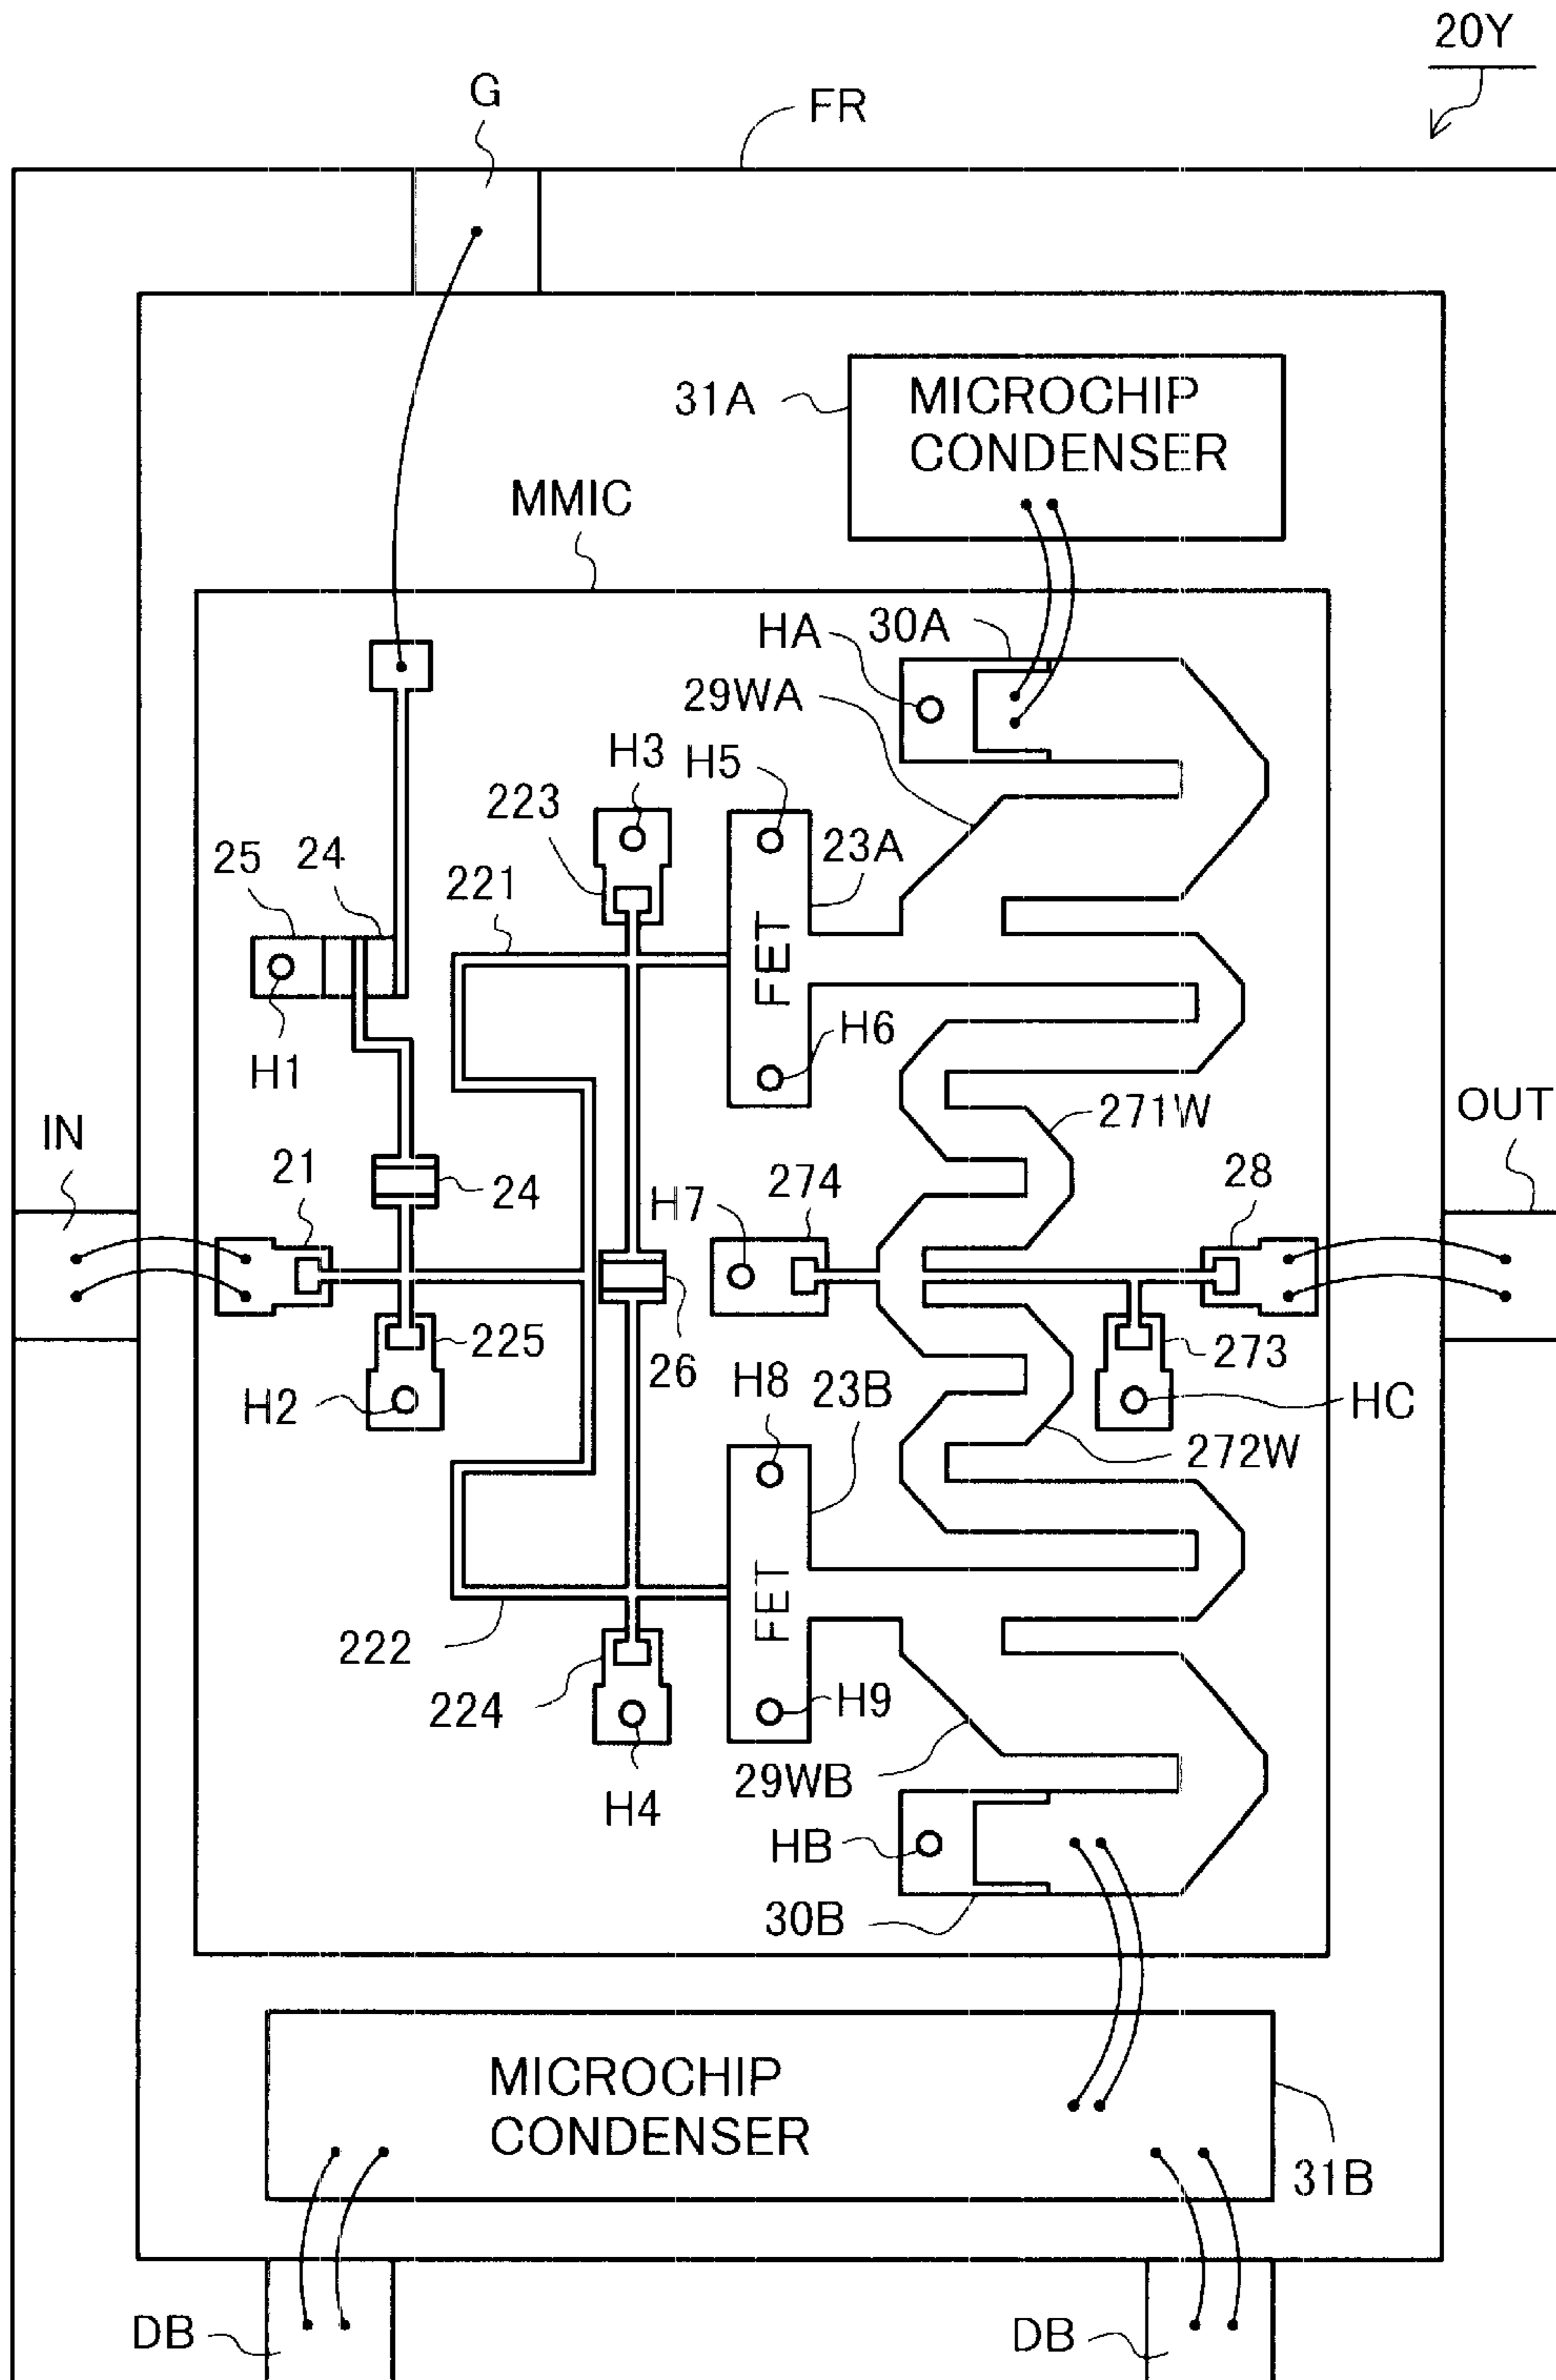 20Y
G
FR
31A
MICROCHIP
CONDENSER
MMIC
HA
30A
29WA
H3
H5
223
23A
25
24
221
FET
H1
H6
271W
IN
OUT
21
24
H7
274
28
225
26
H8
23B
273
H2
HC
272W
FET
222
224
H9
29WB
H4
HB
30B
MICROCHIP
CONDENSER
31B
DB
DB